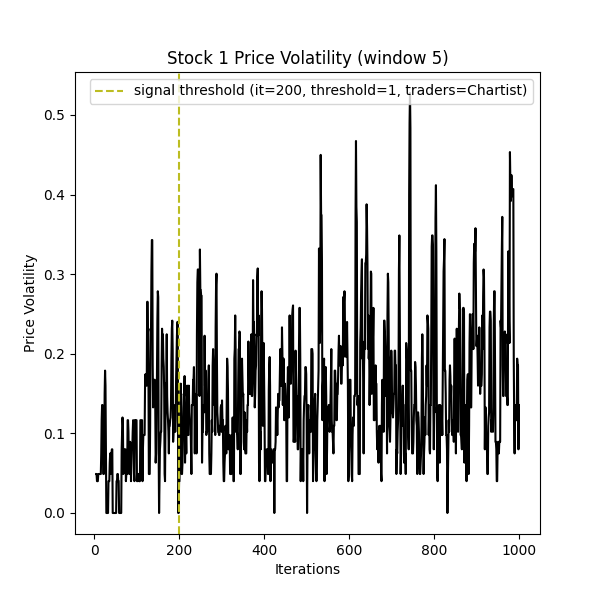 Stock 1 Price Volatility (window 5)
signal threshold (it=200, threshold=1, traders=Chartist)
0.5
0.4
0.3
0.2
0.1
0.0
Price Volatility
0 200 400 600 800 1000
Iterations